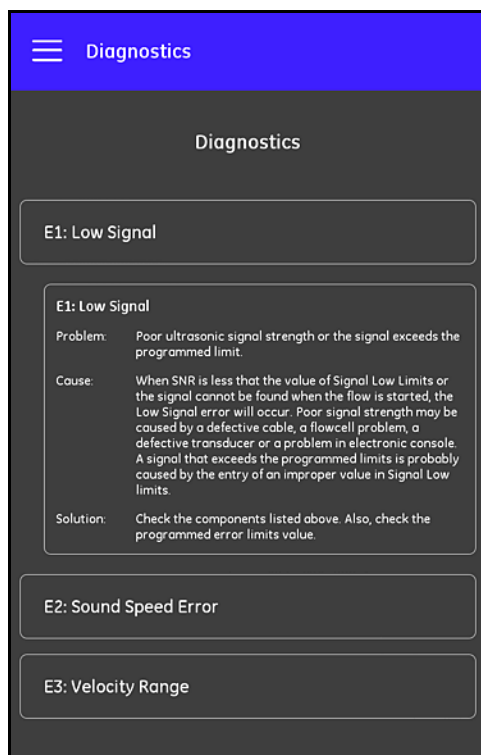 Diagnostics
Diagnostics
E1: Low Signal
E1: Low Signal
Problem: Poor ultrasonic signal strength or the signal exceeds the
programmed limit.
Cause: When SNR is less that the value of Signal Low Limits or
the signal cannot be found when the flow is started, the
Low Signal error will occur. Poor signal strength may be
caused by a defective cable, a flowcell problem, a
defective transducer or a problem in electronic console.
A signal that exceeds the programmed limits is probably
caused by the entry of an improper value in Signal Low
limits.
Solution: Check the components listed above. Also, check the
programmed error limits value.
E2: Sound Speed Error
E3: Velocity Range